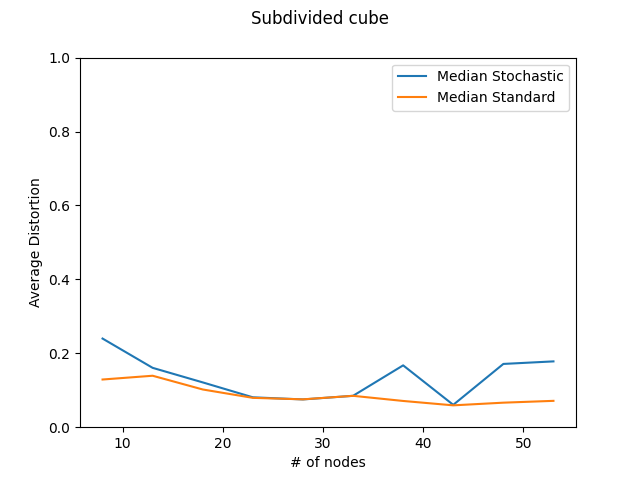 Subdivided cube
1.0
0.8
0.6
0.4
0.2
0.0
Average Distortion
Median Stochastic
Median Standard
10 20 30 40 50
# of nodes